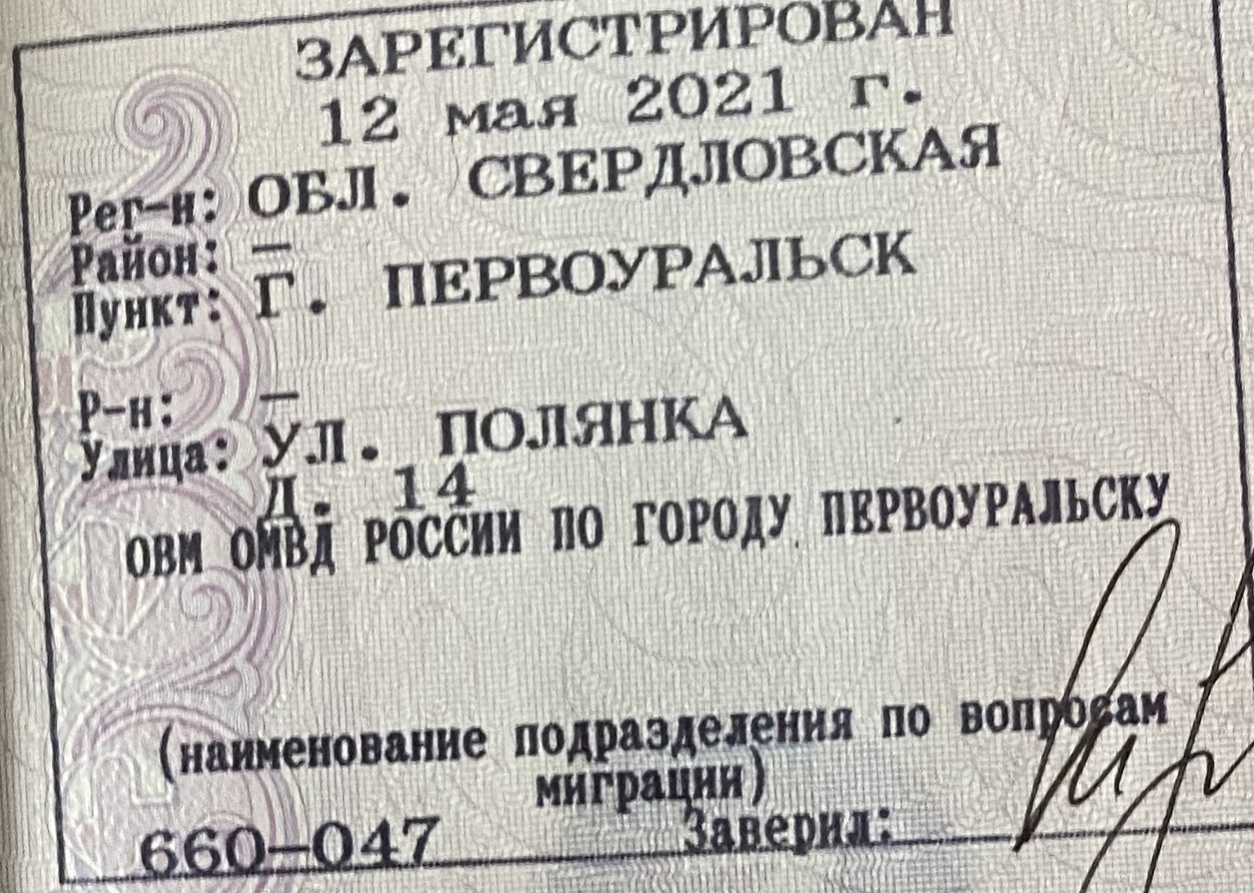 ЗАРЕГИСТРИРОВАН
12 мая 2021 г.
Рег-н: ОБЛ. СВЕРДЛОВСКАЯ
Район: –
Пункт: Г. ПЕРВОУРАЛЬСК
Р-н: –
Улица: УЛ. ПОЛЯНКА
Д. 14
ОВМ ОМВД РОССИИ ПО ГОРОДУ ПЕРВОУРАЛЬСКУ
(наименование подразделения по вопросам
миграции)
660-047 Заверил: